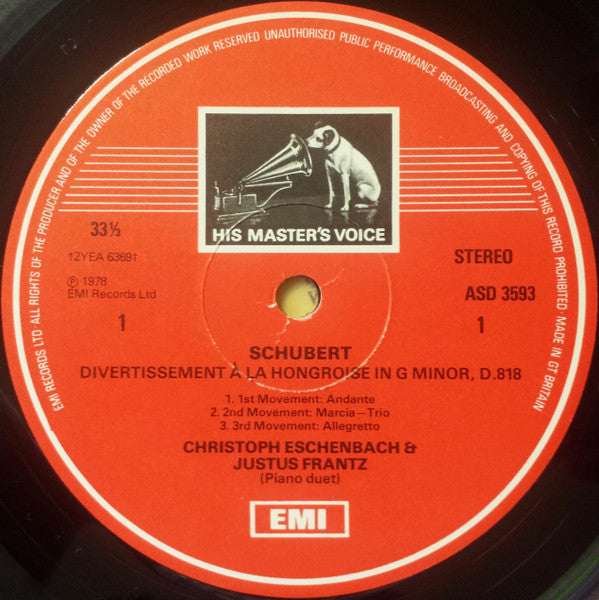 EMI RECORDS LTD · ALL RIGHTS OF THE PRODUCER AND OF THE OWNER OF THE RECORDED WORK RESERVED UNAUTHORISED PUBLIC PERFORMANCE BROADCASTING AND COPYING OF THIS RECORD PROHIBITED · MADE IN GT BRITAIN
HIS MASTER'S VOICE
33⅓
STEREO
†2YEA 6369†
℗ 1978
EMI Records Ltd
ASD 3593
1
1
SCHUBERT
DIVERTISSEMENT À LA HONGROISE IN G MINOR, D.818
1. 1st Movement: Andante
2. 2nd Movement: Marcia—Trio
3. 3rd Movement: Allegretto
CHRISTOPH ESCHENBACH &
JUSTUS FRANTZ
(Piano duet)
EMI